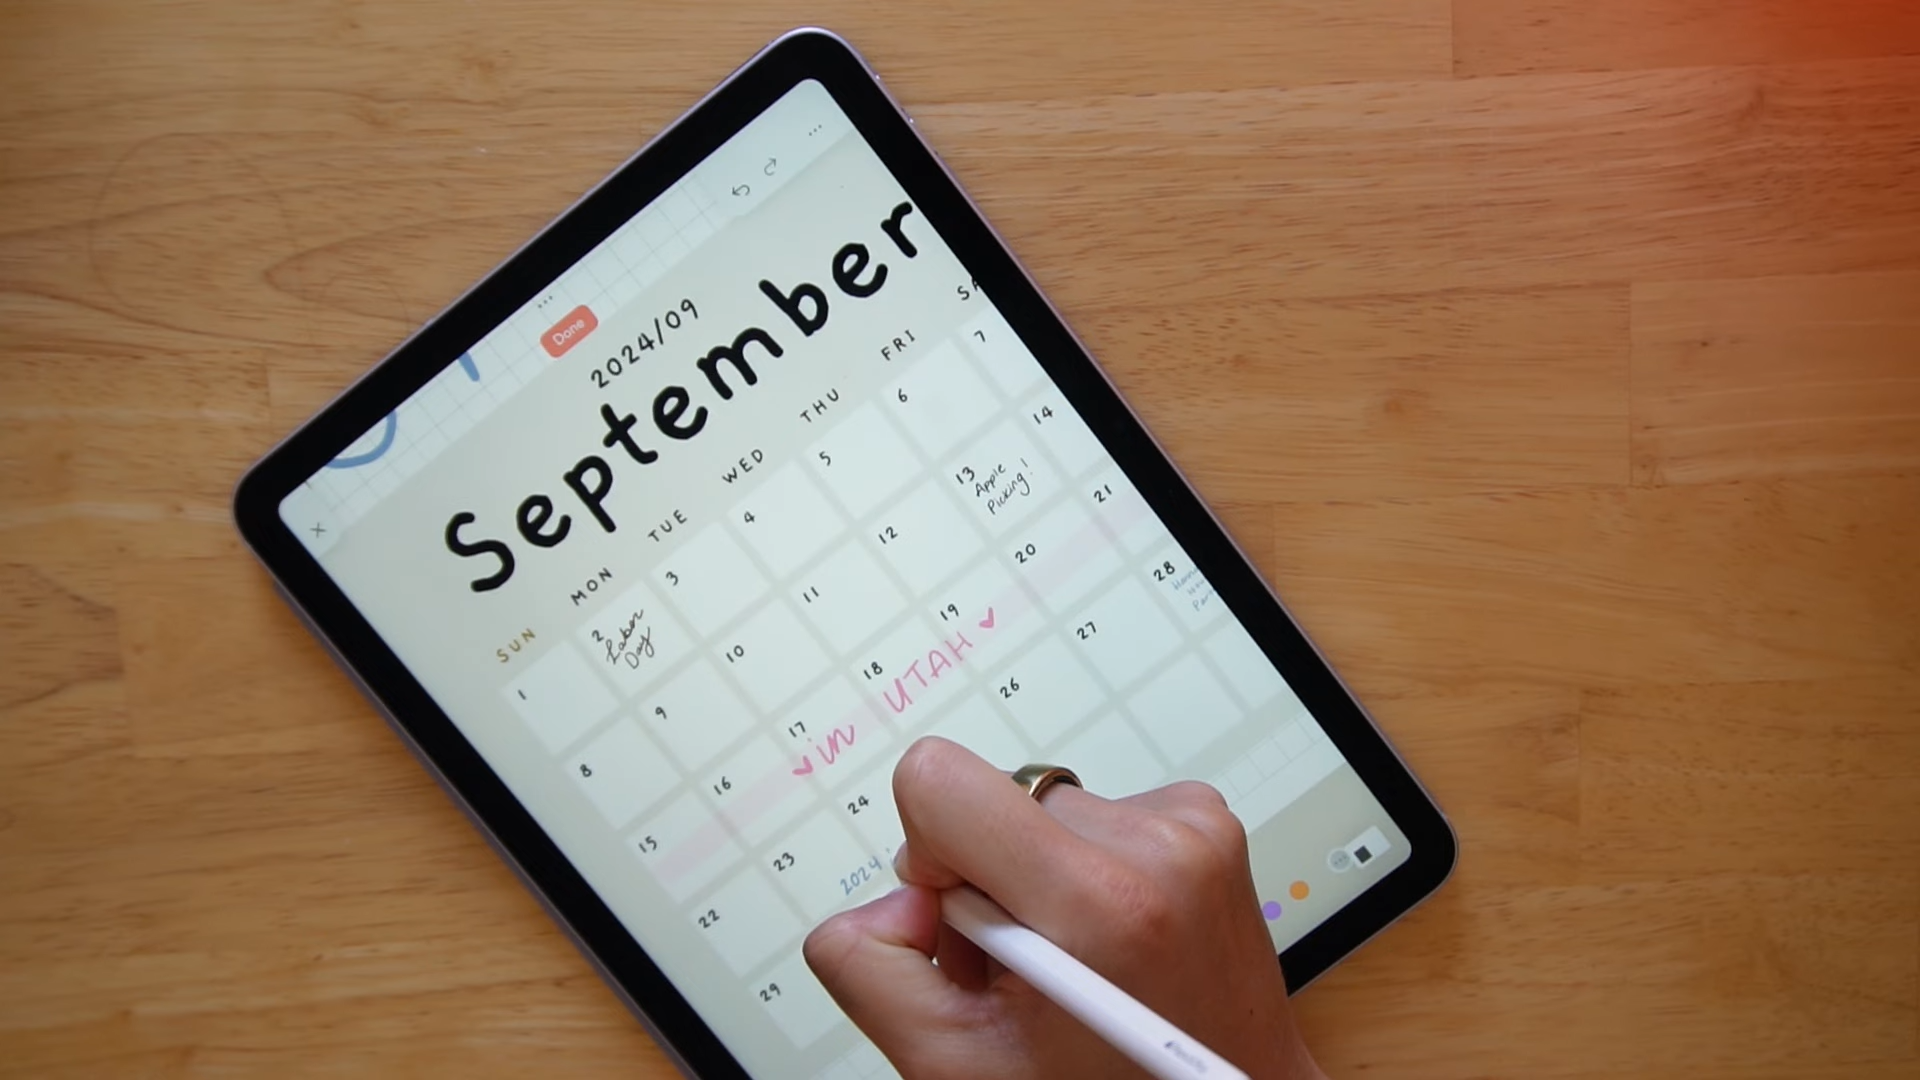 Done
2024/09
September
SUN MON TUE WED THU FRI
1 2 3 4 5 6 7
Labor
Day
8 9 10 11 12 13 14
Apple
Picking!
15 16 17 18 19 20 21
in UTAH
22 23 24 26 27 28
2024
29